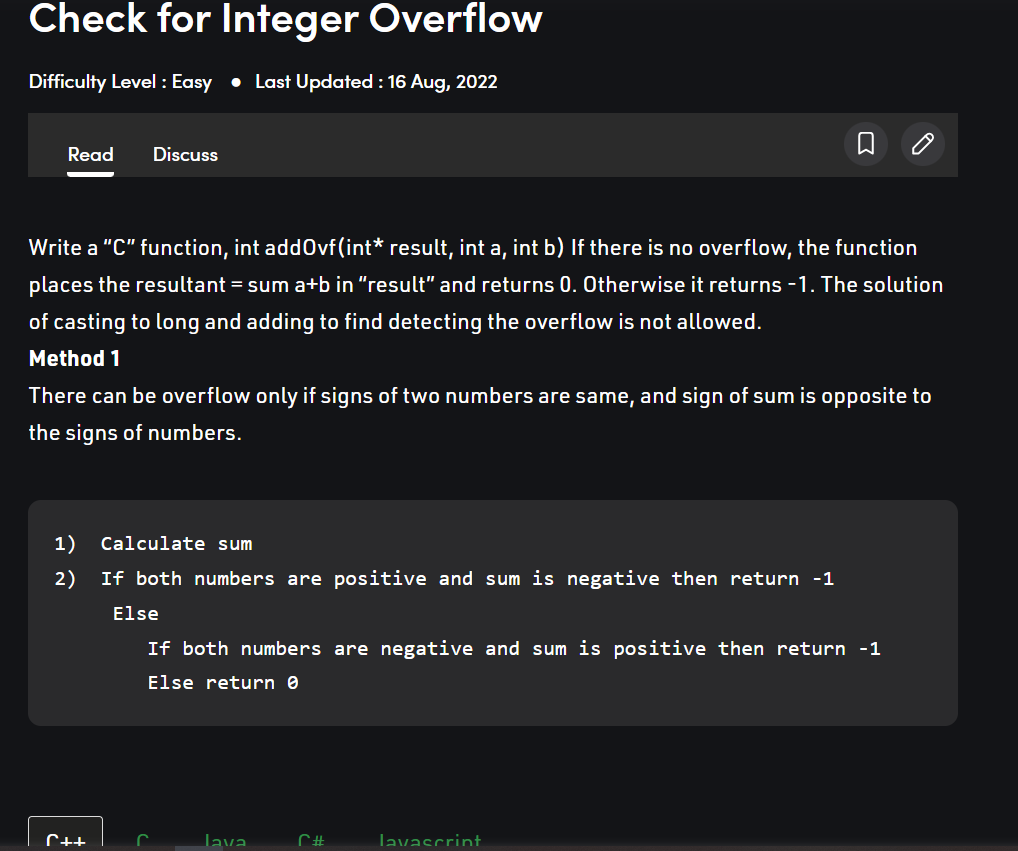 Check for Integer Overflow
Difficulty Level : Easy ● Last Updated : 16 Aug, 2022
Read Discuss
Write a “C” function, int addOvf(int* result, int a, int b) If there is no overflow, the function
places the resultant = sum a+b in “result” and returns 0. Otherwise it returns -1. The solution
of casting to long and adding to find detecting the overflow is not allowed.
Method 1
There can be overflow only if signs of two numbers are same, and sign of sum is opposite to
the signs of numbers.
1) Calculate sum
2) If both numbers are positive and sum is negative then return -1
Else
If both numbers are negative and sum is positive then return -1
Else return 0
C++ C Java C# Javascript